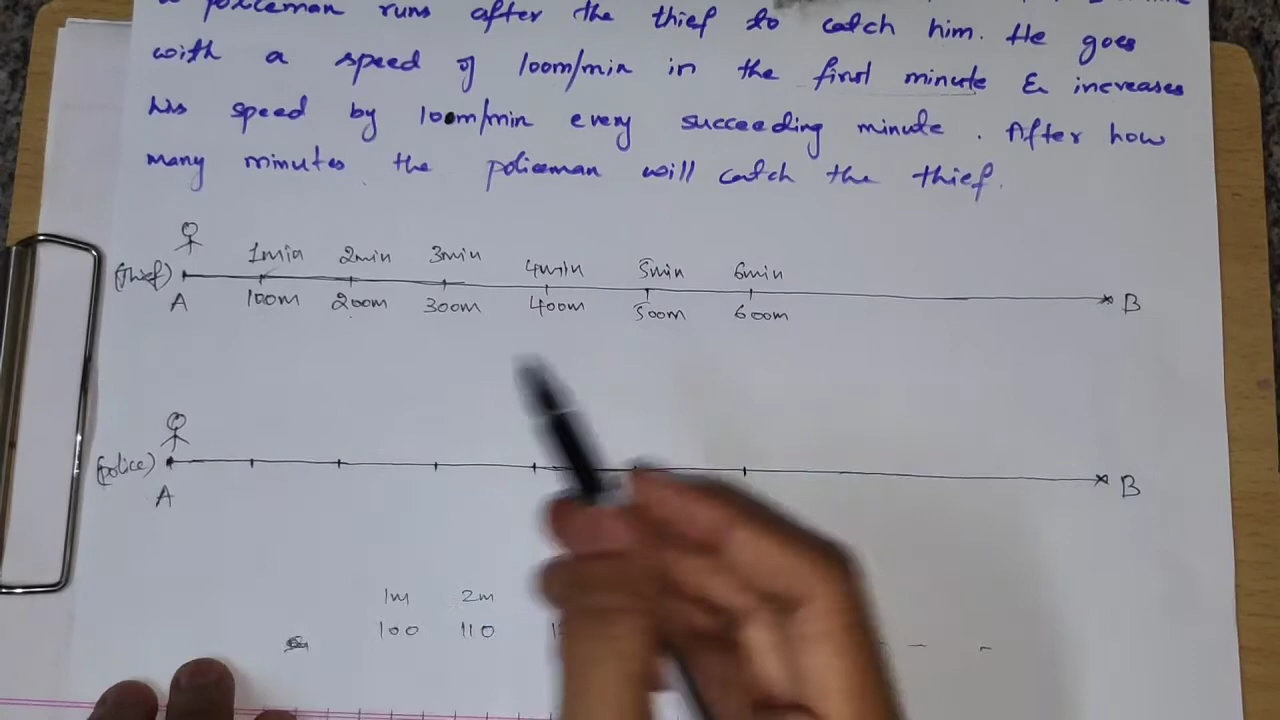 policeman runs after the thief to catch him. He goes
with a speed of 100m/min in the first minute & increases
his speed by 100m/min every succeeding minute. After how
many minutes the policeman will catch the thief.
1min 2min 3min 4min 5min 6min
(thief)
A 100m 200m 300m 400m 500m 600m B
(police)
A B
1m 2m
100 110